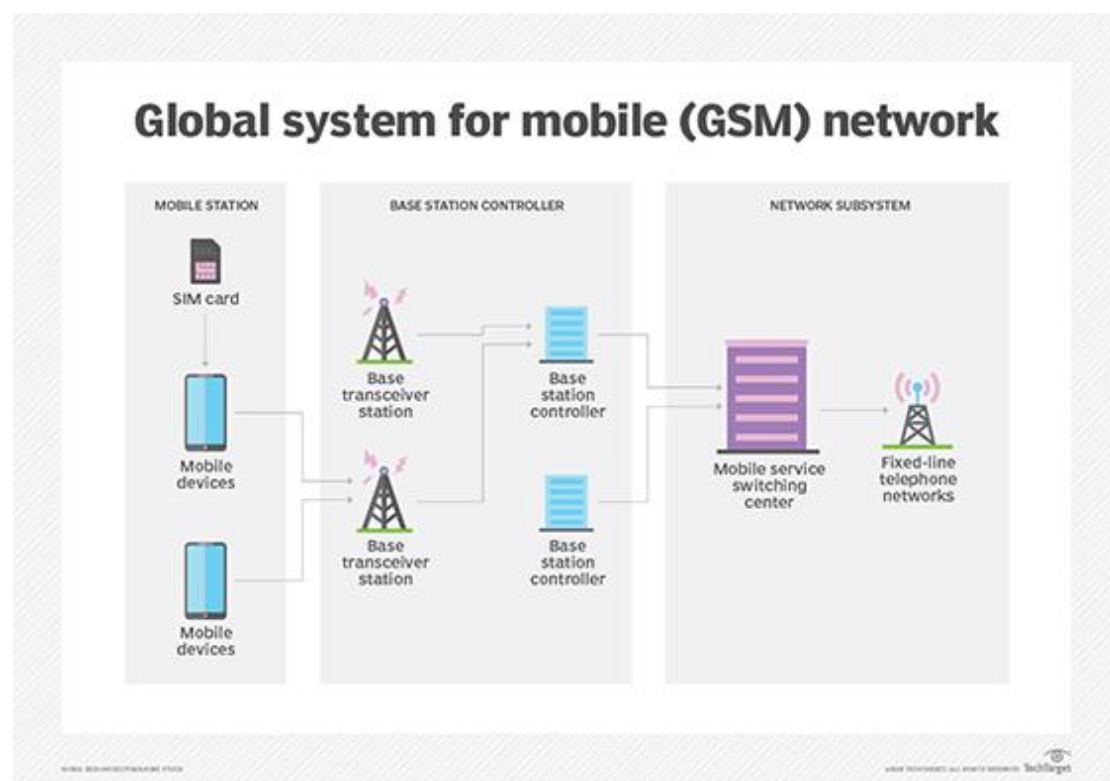 Global system for mobile (GSM) network
MOBILE STATION
SIM card
Mobile
devices
Mobile
devices
BASE STATION CONTROLLER
Base
transceiver
station
Base
station
controller
Base
transceiver
station
Base
station
controller
NETWORK SUBSYSTEM
Mobile service
switching
center
Fixed-line
telephone
networks
TechTarget